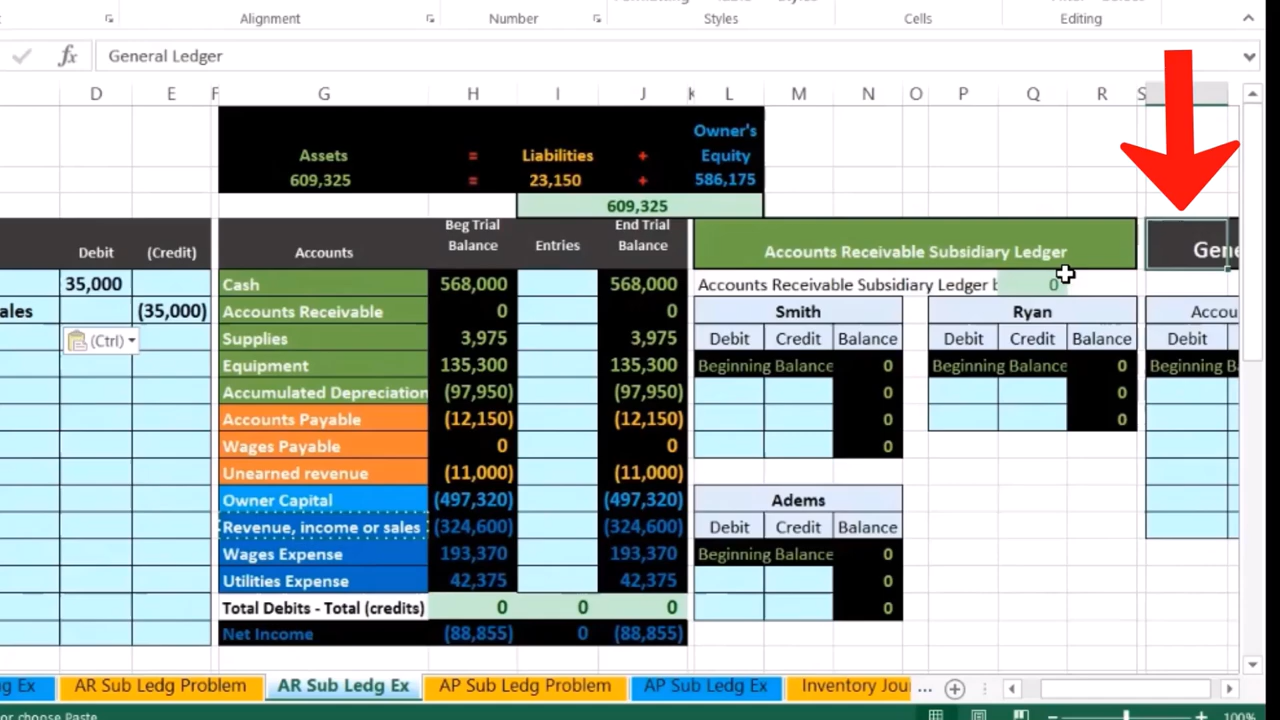 Alignment Number Styles Cells Editing
fx General Ledger
D E F G H I J K L M N O P Q R S
Owner's
Assets = Liabilities + Equity
609,325 = 23,150 + 586,175
609,325
Debit (Credit) Accounts Beg Trial Balance Entries End Trial Balance Accounts Receivable Subsidiary Ledger Gene
35,000 Cash 568,000 568,000 Accounts Receivable Subsidiary Ledger b 0
ales (35,000) Accounts Receivable 0 0 Smith Ryan Accou
(Ctrl) Supplies 3,975 3,975 Debit Credit Balance Debit Credit Balance Debit
Equipment 135,300 135,300 Beginning Balance 0 Beginning Balance 0 Beginning B
Accumulated Depreciation (97,950) (97,950) 0 0
Accounts Payable (12,150) (12,150) 0 0
Wages Payable 0 0 0
Unearned revenue (11,000) (11,000)
Owner Capital (497,320) (497,320) Adems
Revenue, income or sales (324,600) (324,600) Debit Credit Balance
Wages Expense 193,370 193,370 Beginning Balance 0
Utilities Expense 42,375 42,375 0
Total Debits - Total (credits) 0 0 0 0
Net Income (88,855) 0 (88,855)
g Ex AR Sub Ledg Problem AR Sub Ledg Ex AP Sub Ledg Problem AP Sub Ledg Ex Inventory Jou ...
or choose Paste 100%